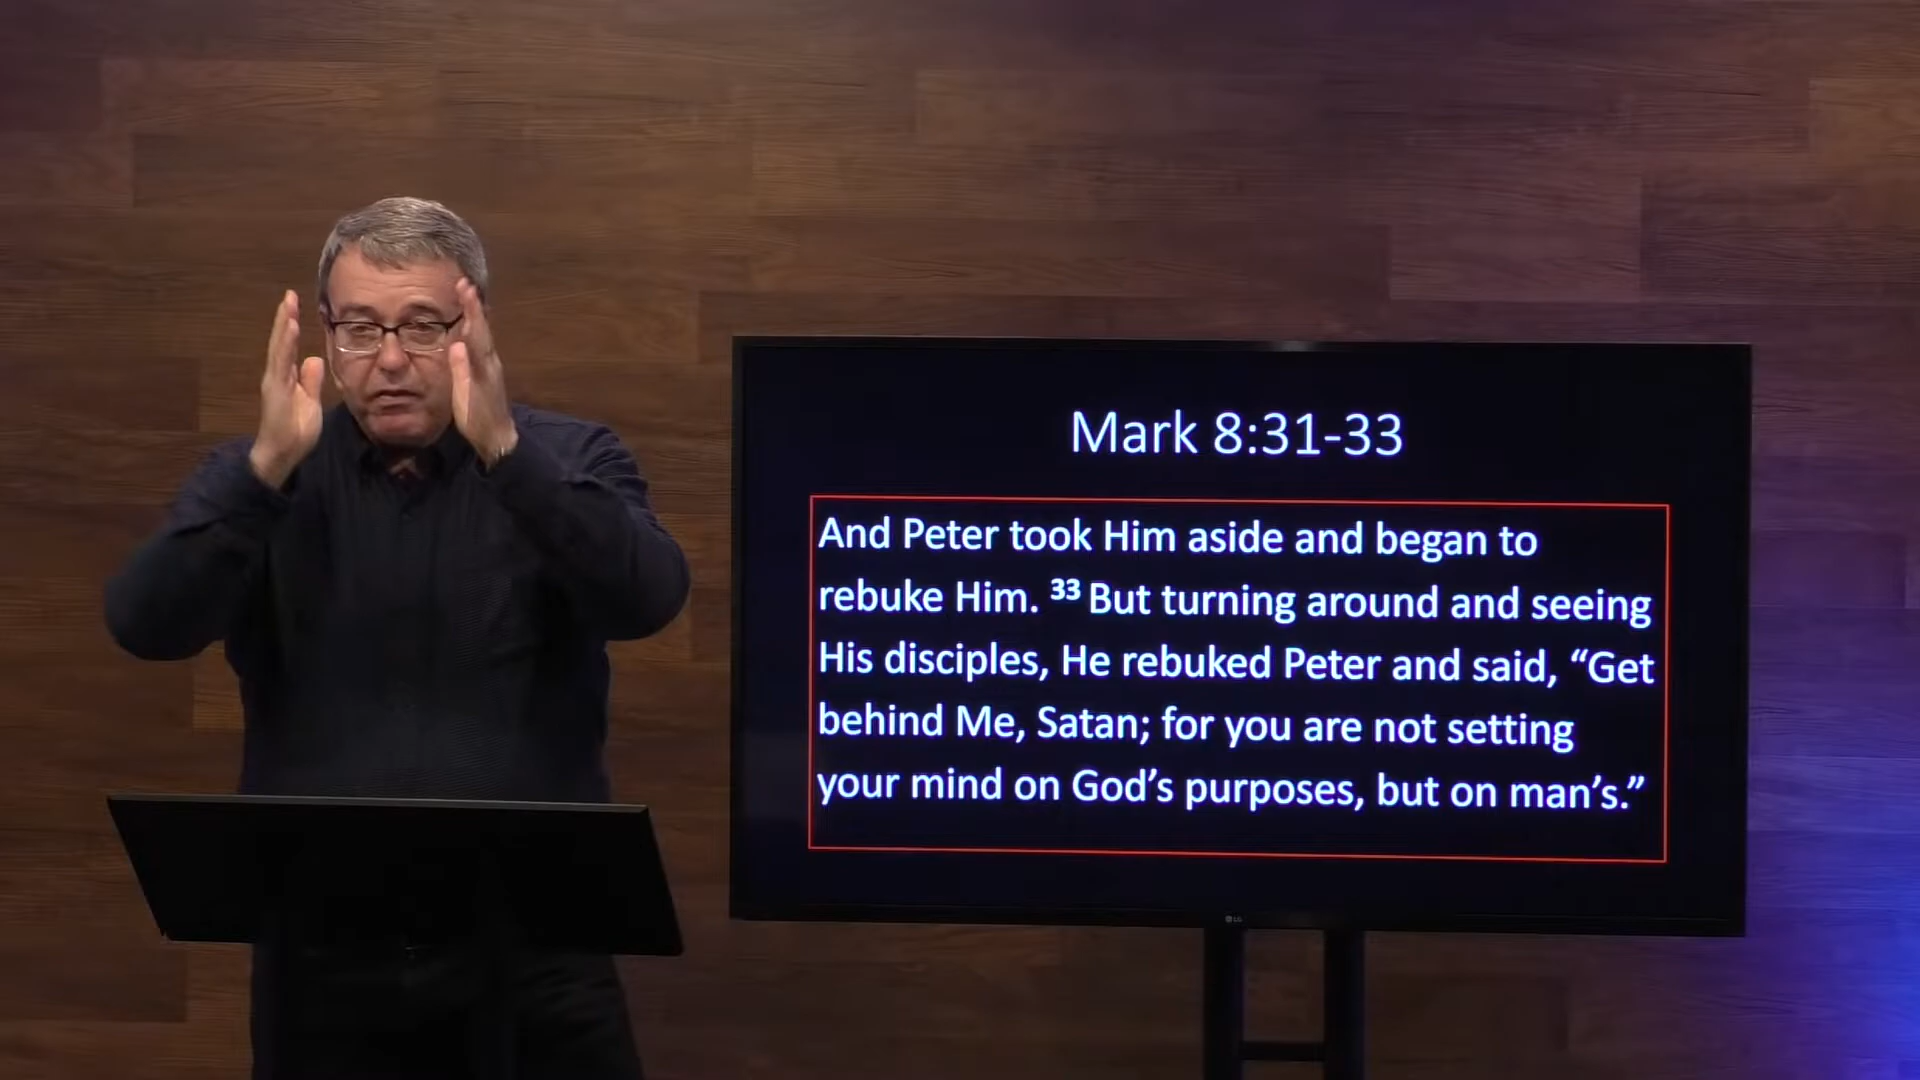 Mark 8:31-33
And Peter took Him aside and began to
rebuke Him. 33 But turning around and seeing
His disciples, He rebuked Peter and said, “Get
behind Me, Satan; for you are not setting
your mind on God’s purposes, but on man’s.”
LG